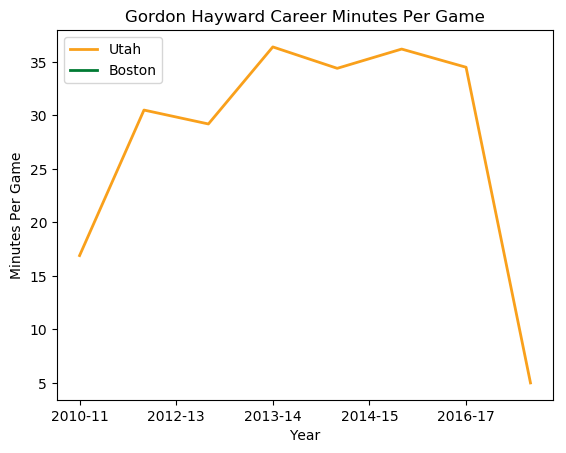 Gordon Hayward Career Minutes Per Game
Utah
Boston
35
30
25
20
15
10
5
Minutes Per Game
2010-11 2012-13 2013-14 2014-15 2016-17
Year